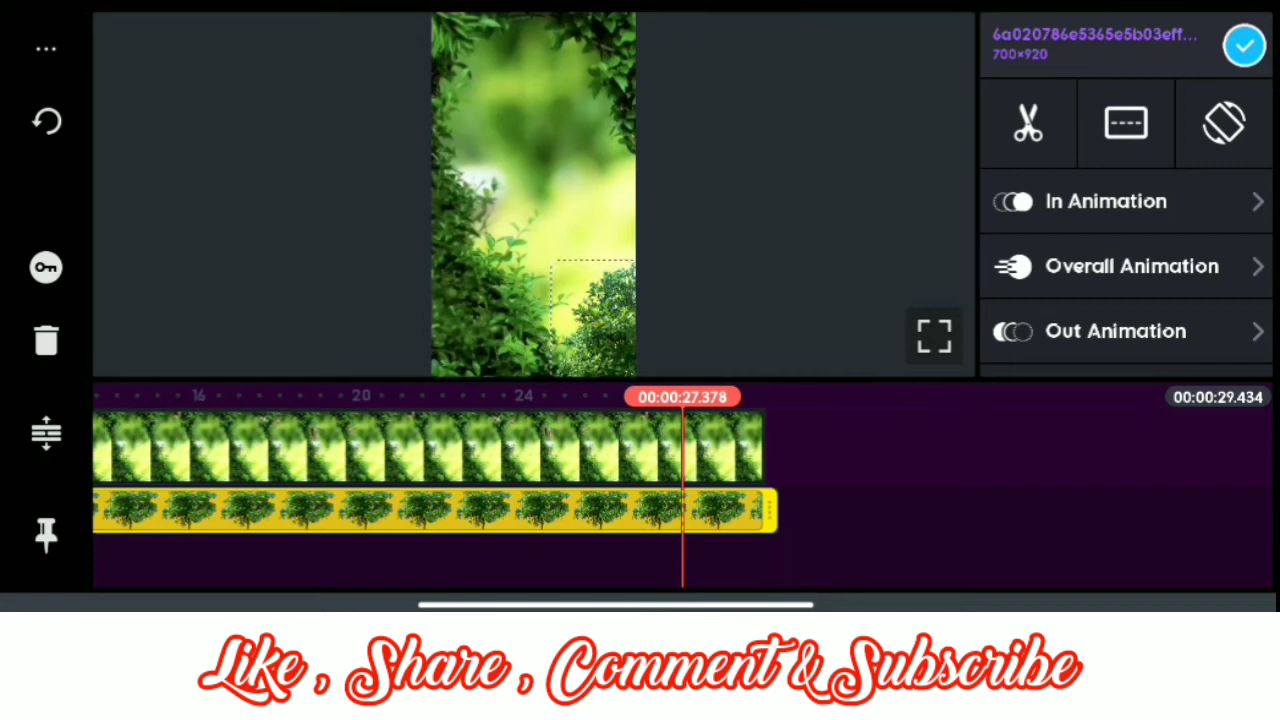 6a020786e5365e5b03eff...
700×920
In Animation
Overall Animation
Out Animation
16
20
24
00:00:27.378
00:00:29.434
Like , Share , Comment & Subscribe